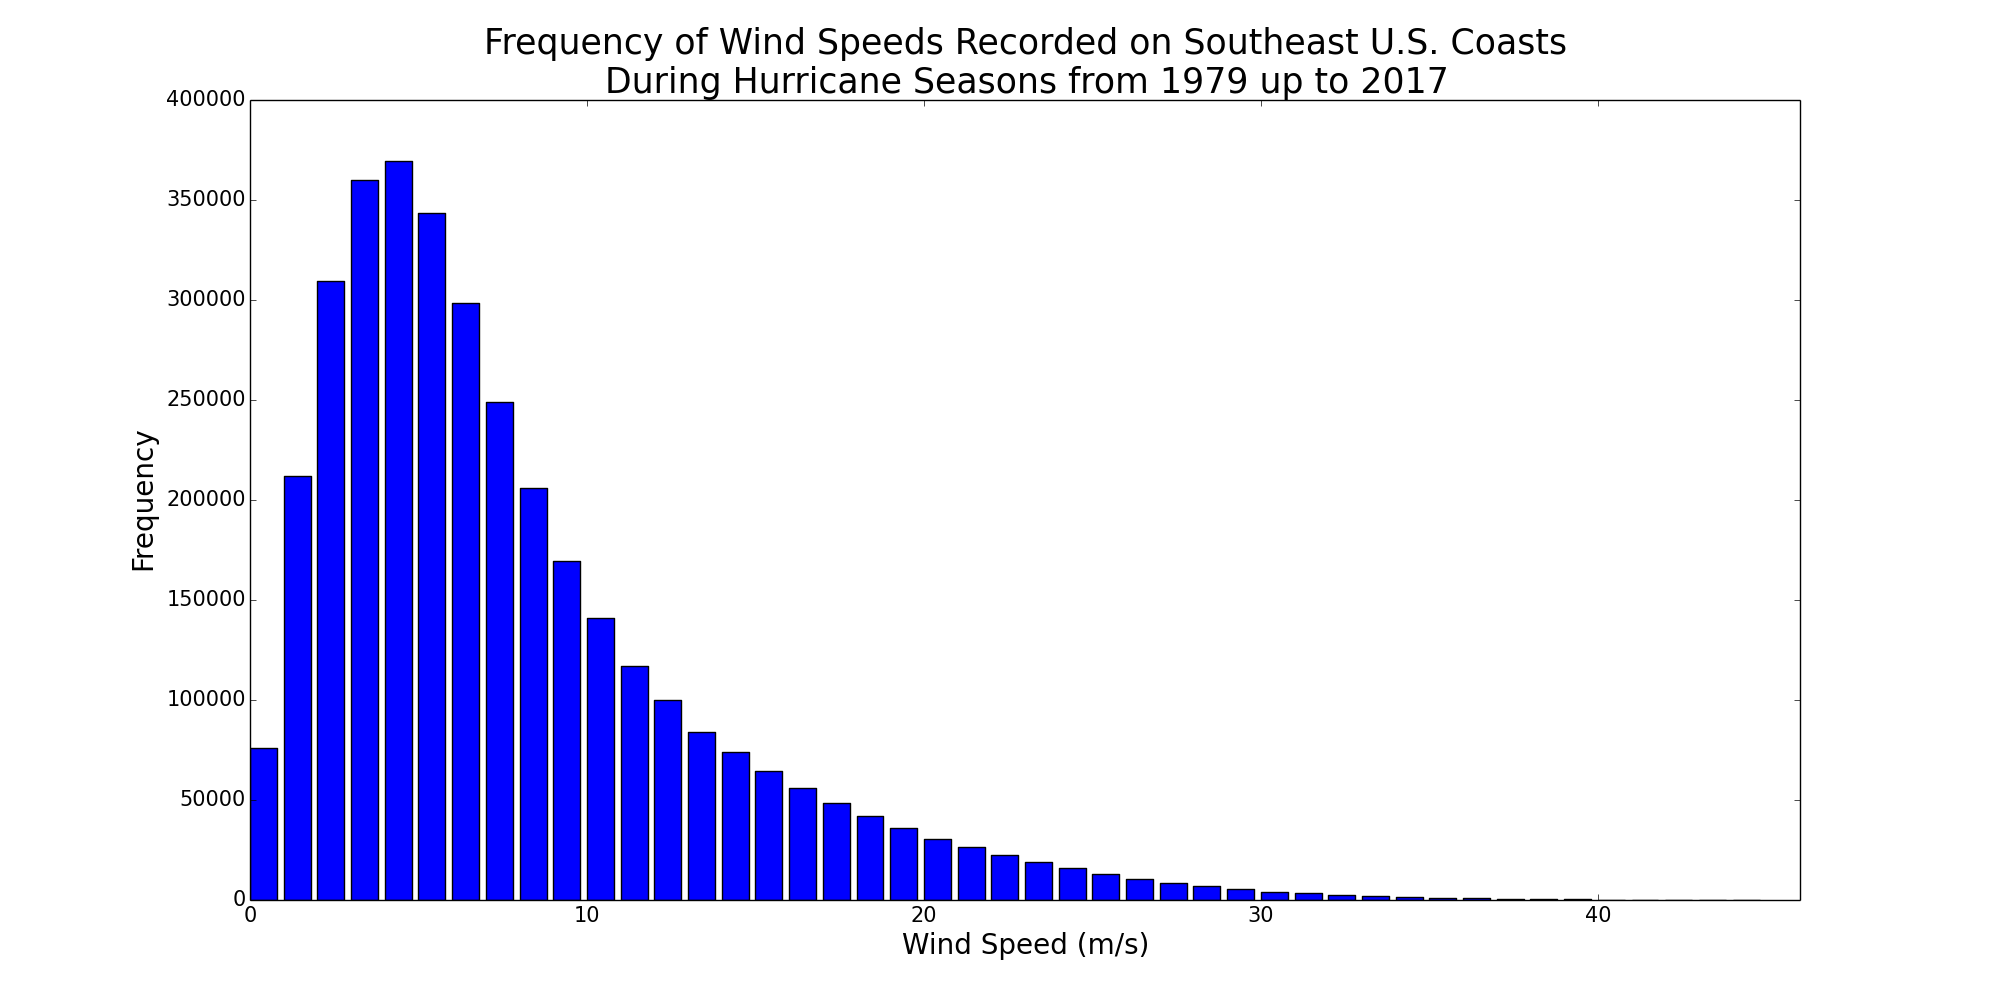 Frequency of Wind Speeds Recorded on Southeast U.S. Coasts
During Hurricane Seasons from 1979 up to 2017
400000
350000
300000
250000
200000
150000
100000
50000
0
Frequency
0 10 20 30 40
Wind Speed (m/s)